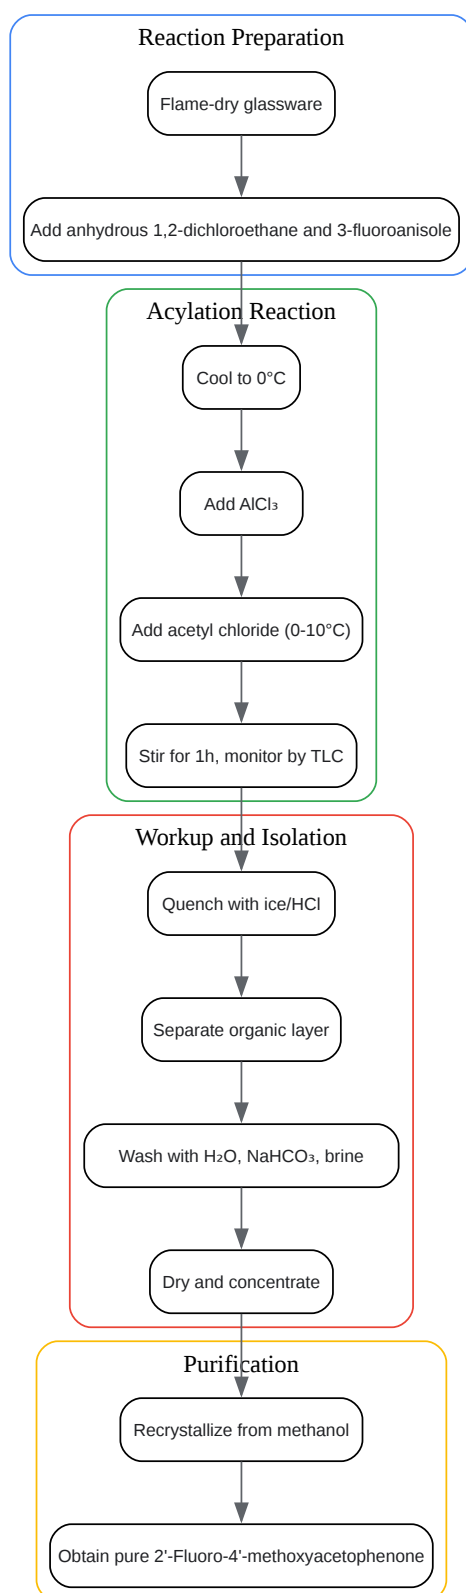 Reaction Preparation
Flame-dry glassware
Add anhydrous 1,2-dichloroethane and 3-fluoroanisole
Acylation Reaction
Cool to 0°C
Add AlCl₃
Add acetyl chloride (0-10°C)
Stir for 1h, monitor by TLC
Workup and Isolation
Quench with ice/HCl
Separate organic layer
Wash with H₂O, NaHCO₃, brine
Dry and concentrate
Purification
Recrystallize from methanol
Obtain pure 2'-Fluoro-4'-methoxyacetophenone